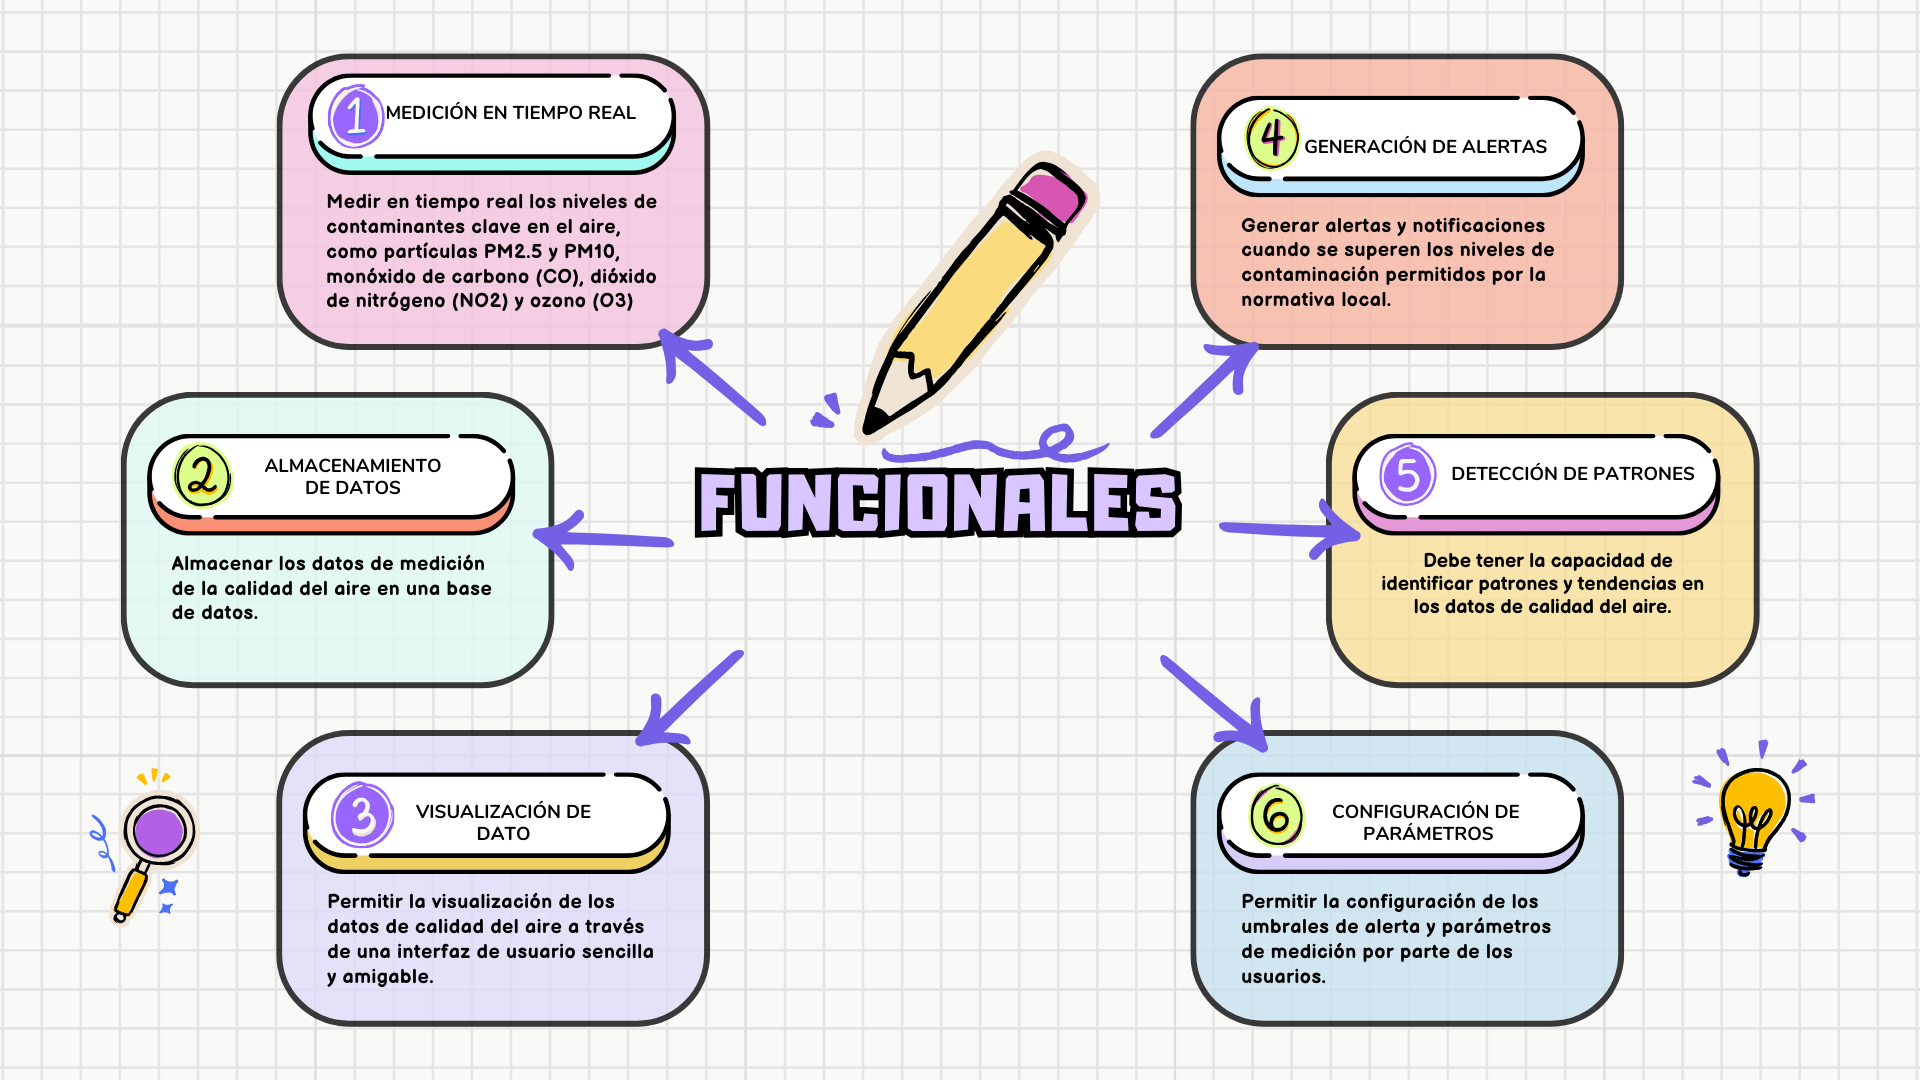 1
MEDICIÓN EN TIEMPO REAL
Medir en tiempo real los niveles de
contaminantes clave en el aire,
como partículas PM2.5 y PM10,
monóxido de carbono (CO), dióxido
de nitrógeno (NO2) y ozono (O3)
2
ALMACENAMIENTO
DE DATOS
Almacenar los datos de medición
de la calidad del aire en una base
de datos.
3
VISUALIZACIÓN DE
DATO
Permitir la visualización de los
datos de calidad del aire a través
de una interfaz de usuario sencilla
y amigable.
FUNCIONALES
4
GENERACIÓN DE ALERTAS
Generar alertas y notificaciones
cuando se superen los niveles de
contaminación permitidos por la
normativa local.
5
DETECCIÓN DE PATRONES
Debe tener la capacidad de
identificar patrones y tendencias en
los datos de calidad del aire.
6
CONFIGURACIÓN DE
PARÁMETROS
Permitir la configuración de los
umbrales de alerta y parámetros
de medición por parte de los
usuarios.